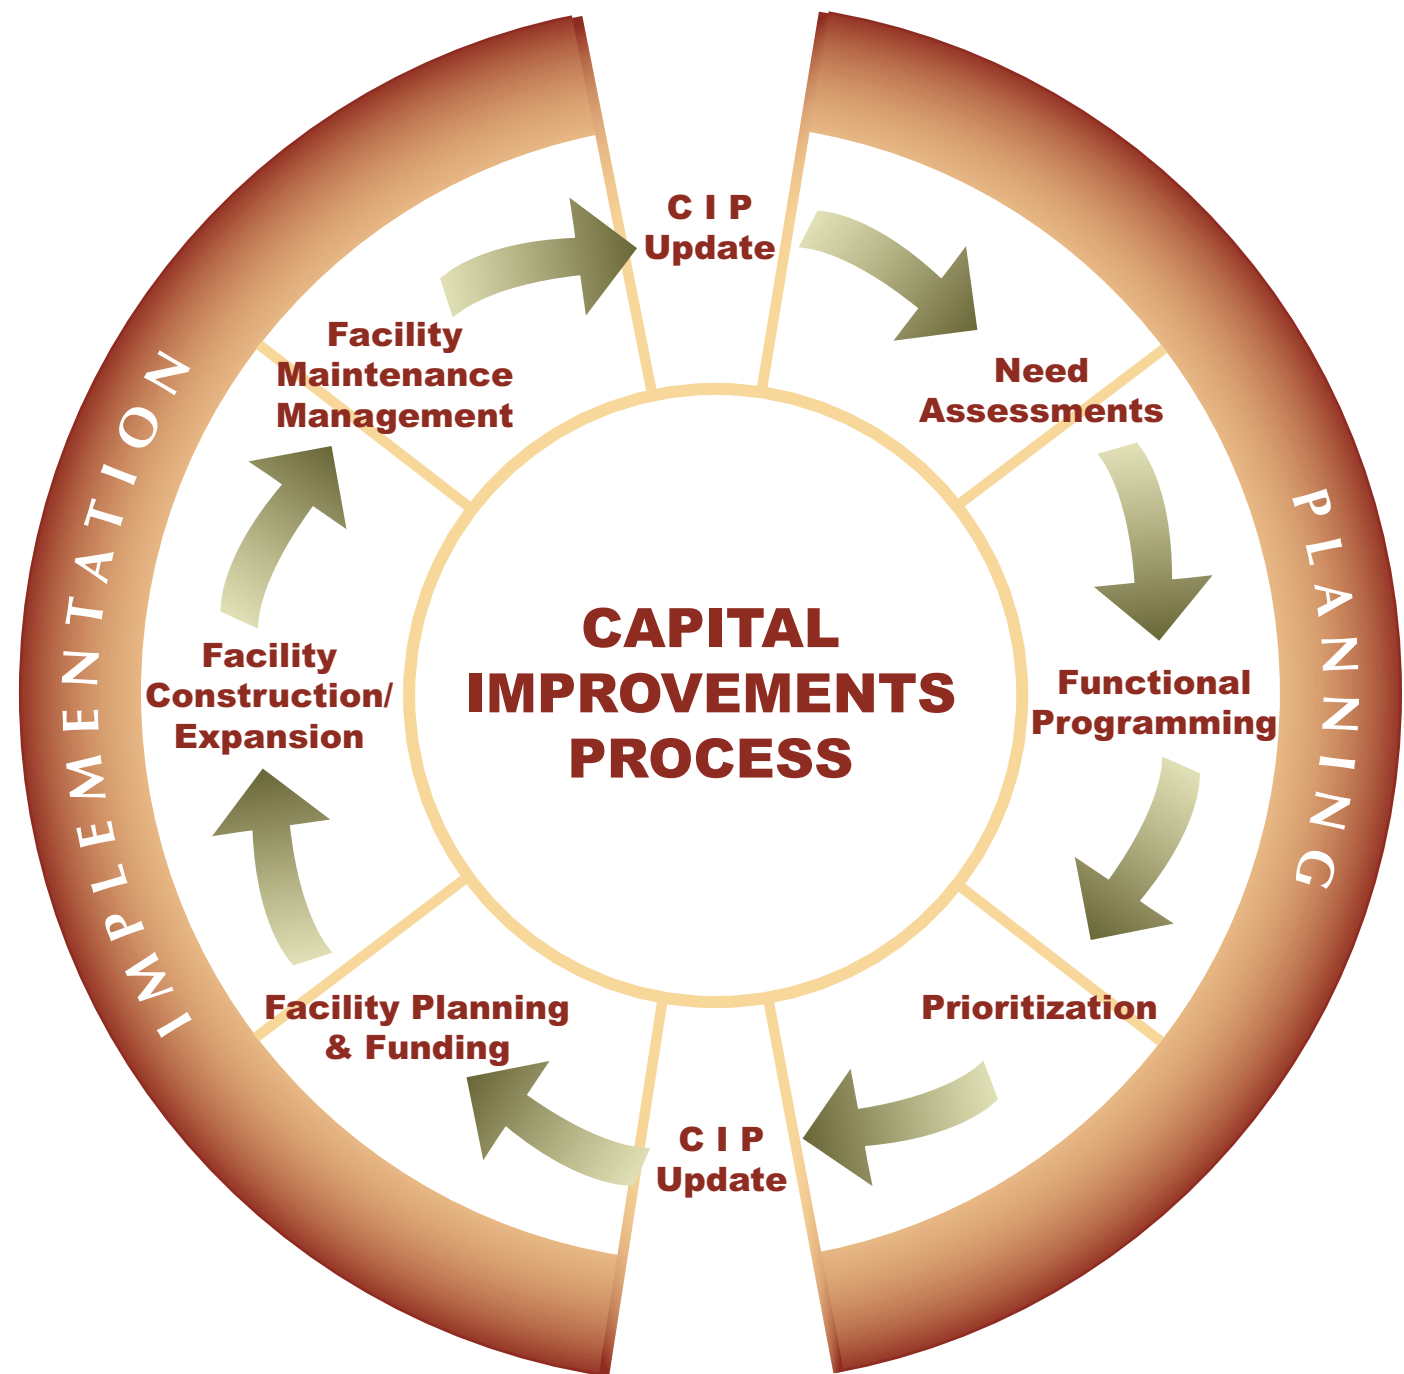 C I P
Update
Need
Assessments
Functional
Programming
Prioritization
C I P
Update
Facility Planning
& Funding
Facility
Construction/
Expansion
Facility
Maintenance
Management
CAPITAL
IMPROVEMENTS
PROCESS
PLANNING
IMPLEMENTATION